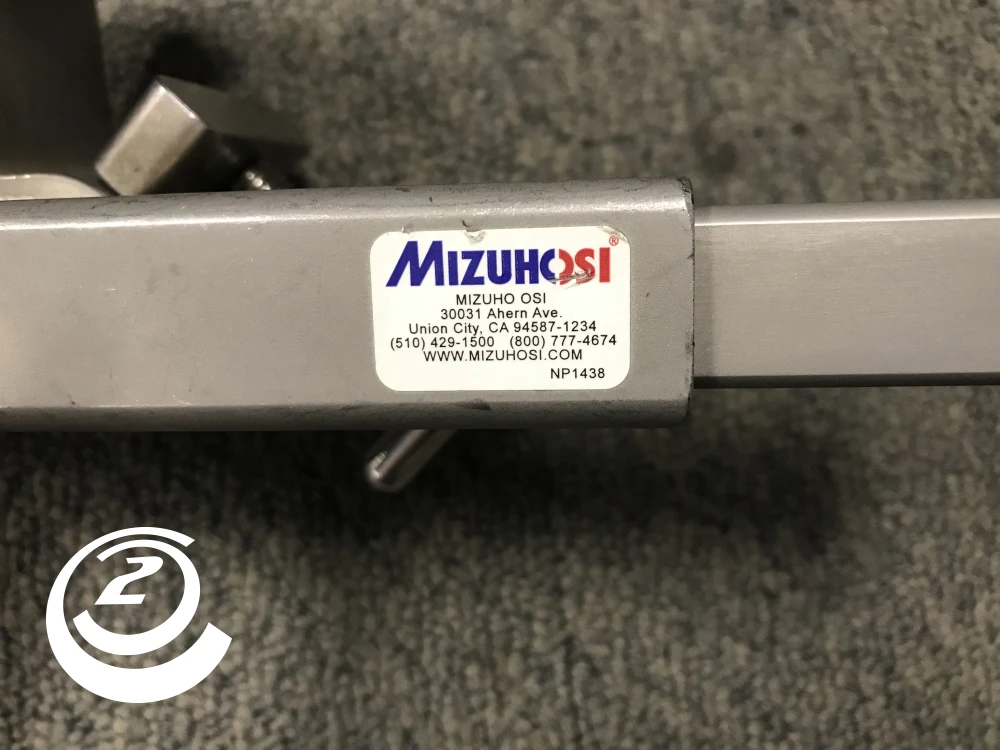 MIZUHOSI®
MIZUHO OSI
30031 Ahern Ave.
Union City, CA 94587-1234
(510) 429-1500 (800) 777-4674
WWW.MIZUHOSI.COM
NP1438
2